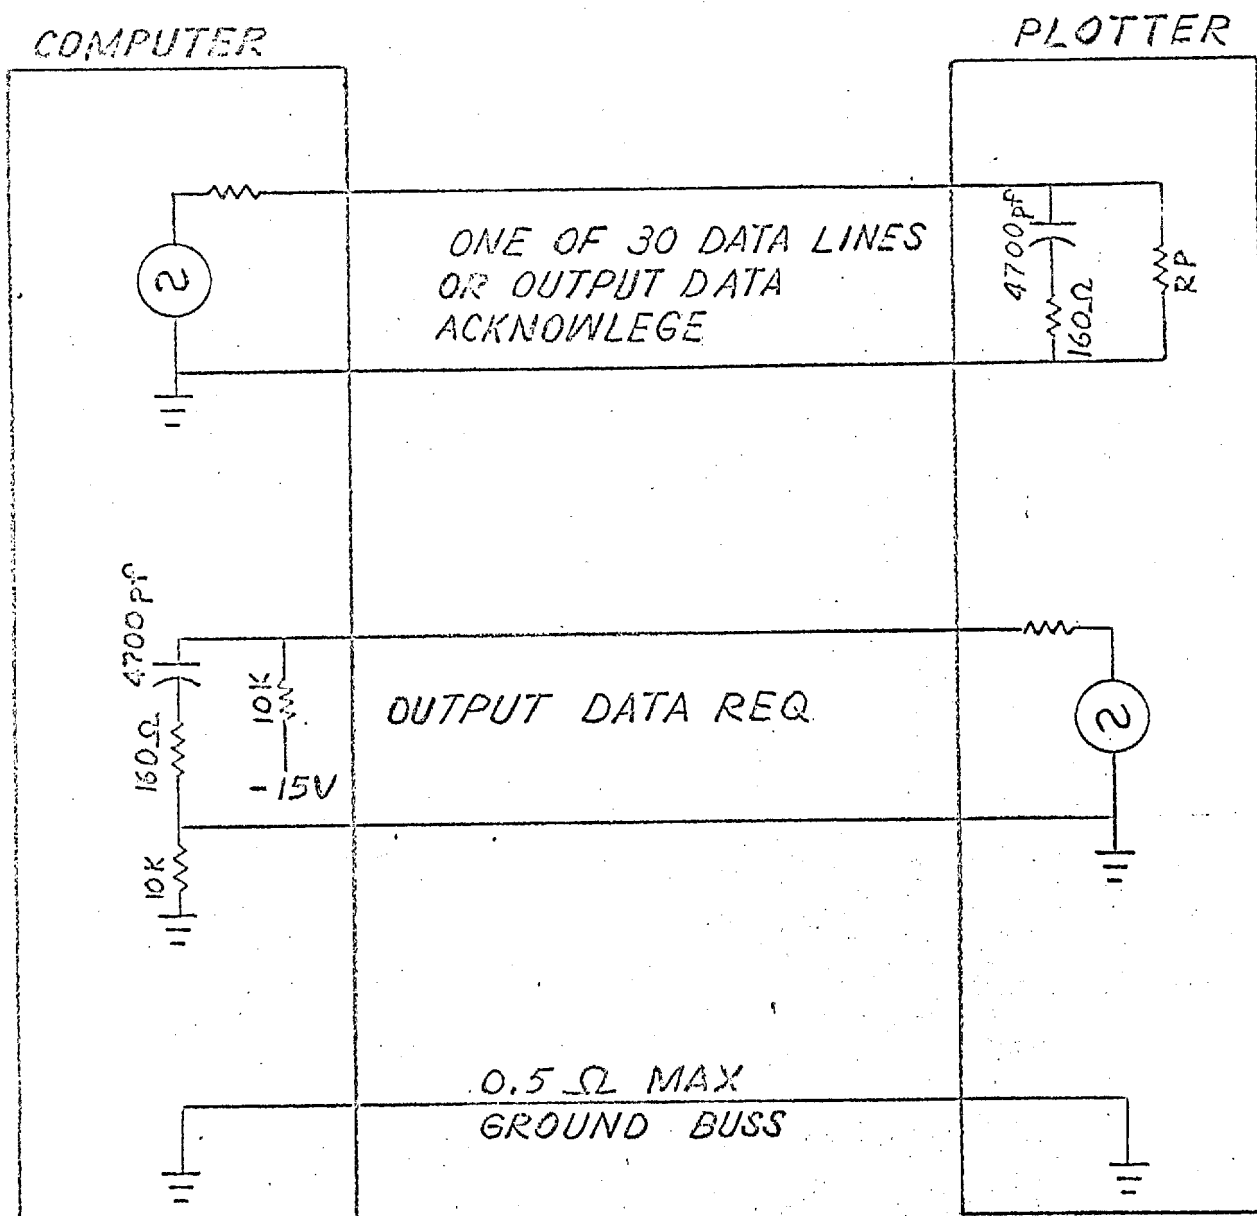 COMPUTER
PLOTTER
ONE OF 30 DATA LINES
OR OUTPUT DATA
ACKNOWLEGE
4700pf
160Ω
RP
4700pf
160Ω
10K
-15V
10K
OUTPUT DATA REQ
0.5 Ω MAX
GROUND BUSS